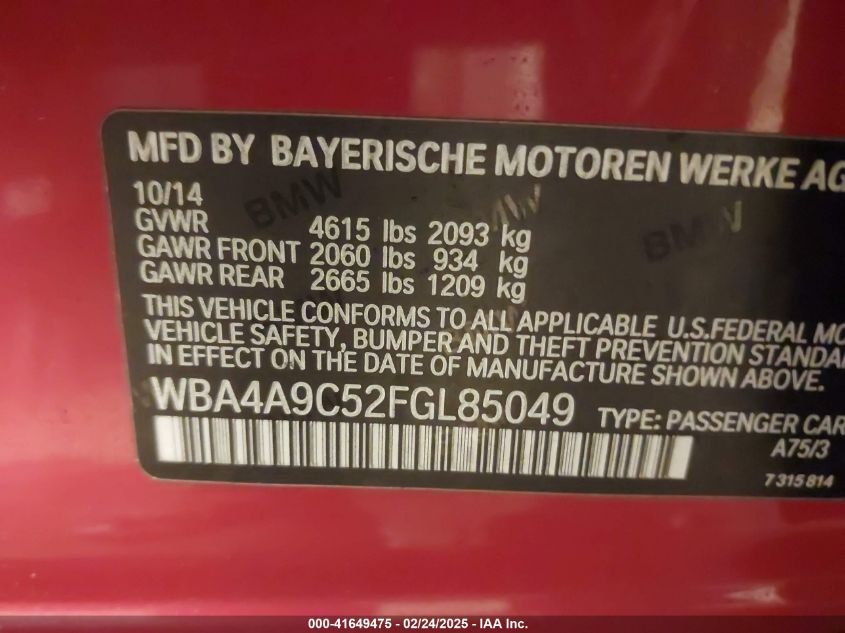 MFD BY BAYERISCHE MOTOREN WERKE AG
10/14
GVWR 4615 lbs 2093 kg
GAWR FRONT 2060 lbs 934 kg
GAWR REAR 2665 lbs 1209 kg
THIS VEHICLE CONFORMS TO ALL APPLICABLE U.S.FEDERAL MO
VEHICLE SAFETY, BUMPER AND THEFT PREVENTION STANDA
IN EFFECT ON THE DATE OF MANUFACTURE SHOWN ABOVE.
WBA4A9C52FGL85049 TYPE: PASSENGER CAR
A75/3
7 315 814
BMW
BMW
000-41649475 - 02/24/2025 - IAA Inc.